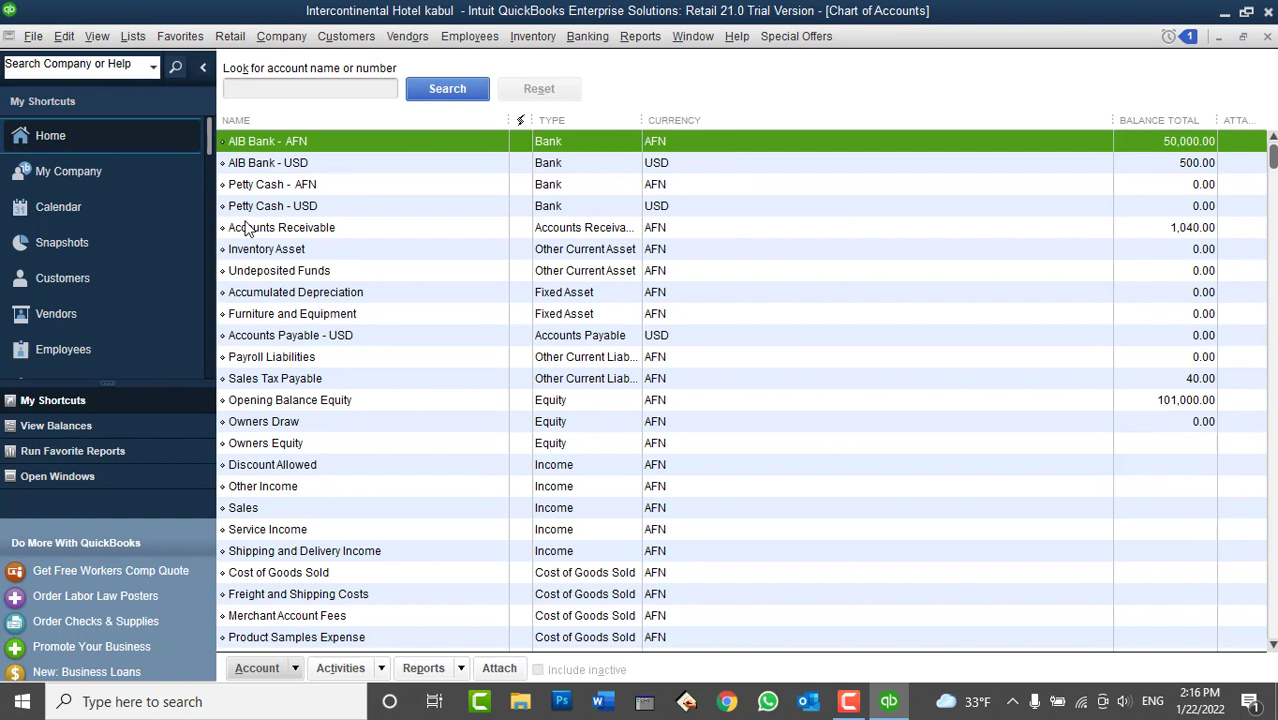 Intercontinental Hotel kabul - Intuit QuickBooks Enterprise Solutions: Retail 21.0 Trial Version - [Chart of Accounts]
File Edit View Lists Favorites Retail Company Customers Vendors Employees Inventory Banking Reports Window Help Special Offers 1
Search Company or Help
My Shortcuts
Home
My Company
Calendar
Snapshots
Customers
Vendors
Employees
My Shortcuts
View Balances
Run Favorite Reports
Open Windows
Do More With QuickBooks
Get Free Workers Comp Quote
Order Labor Law Posters
Order Checks & Supplies
Promote Your Business
New: Business Loans
Look for account name or number
Search Reset
NAME TYPE CURRENCY BALANCE TOTAL ATTA...
AIB Bank - AFN Bank AFN 50,000.00
AIB Bank - USD Bank USD 500.00
Petty Cash - AFN Bank AFN 0.00
Petty Cash - USD Bank USD 0.00
Accounts Receivable Accounts Receiva... AFN 1,040.00
Inventory Asset Other Current Asset AFN 0.00
Undeposited Funds Other Current Asset AFN 0.00
Accumulated Depreciation Fixed Asset AFN 0.00
Furniture and Equipment Fixed Asset AFN 0.00
Accounts Payable - USD Accounts Payable USD 0.00
Payroll Liabilities Other Current Liab... AFN 0.00
Sales Tax Payable Other Current Liab... AFN 40.00
Opening Balance Equity Equity AFN 101,000.00
Owners Draw Equity AFN 0.00
Owners Equity Equity AFN
Discount Allowed Income AFN
Other Income Income AFN
Sales Income AFN
Service Income Income AFN
Shipping and Delivery Income Income AFN
Cost of Goods Sold Cost of Goods Sold AFN
Freight and Shipping Costs Cost of Goods Sold AFN
Merchant Account Fees Cost of Goods Sold AFN
Product Samples Expense Cost of Goods Sold AFN
Account Activities Reports Attach Include inactive
Type here to search
33°F
ENG
2:16 PM
1/22/2022
1